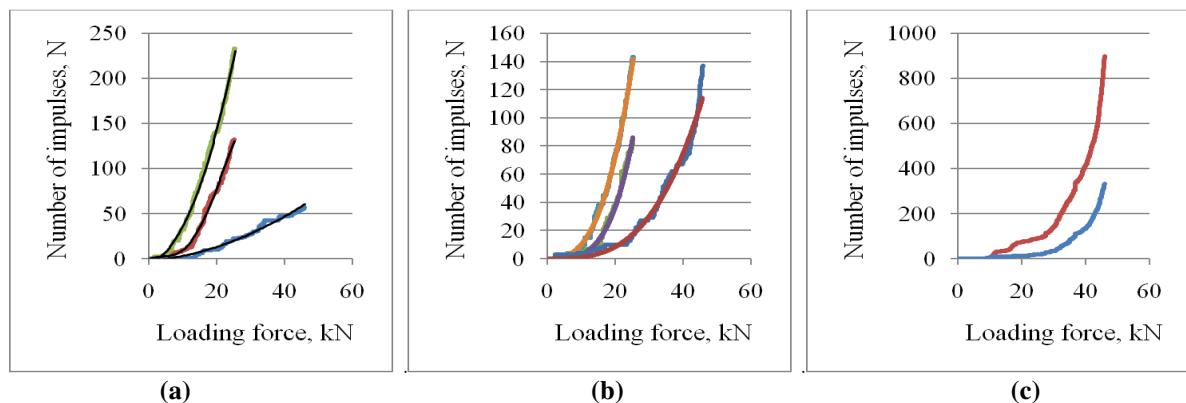 Number of impulses, N
250
200
150
100
50
0
0 20 40 60
Loading force, kN
(a)
Number of impulses, N
160
140
120
100
80
60
40
20
0
0 20 40 60
Loading force, kN
(b)
Number of impulses, N
1000
800
600
400
200
0
0 20 40 60
Loading force, kN
(c)